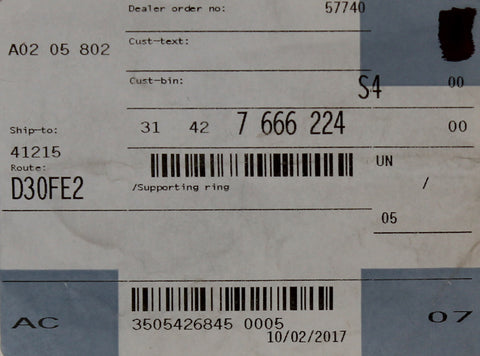 Dealer order no: 57740
A02 05 802
Cust-text:
Cust-bin:
S4 00
Ship-to: 31 42 7 666 224 00
41215
Route:
D30FE2
UN
/Supporting ring /
05
AC 07
3505426845 0005
10/02/2017